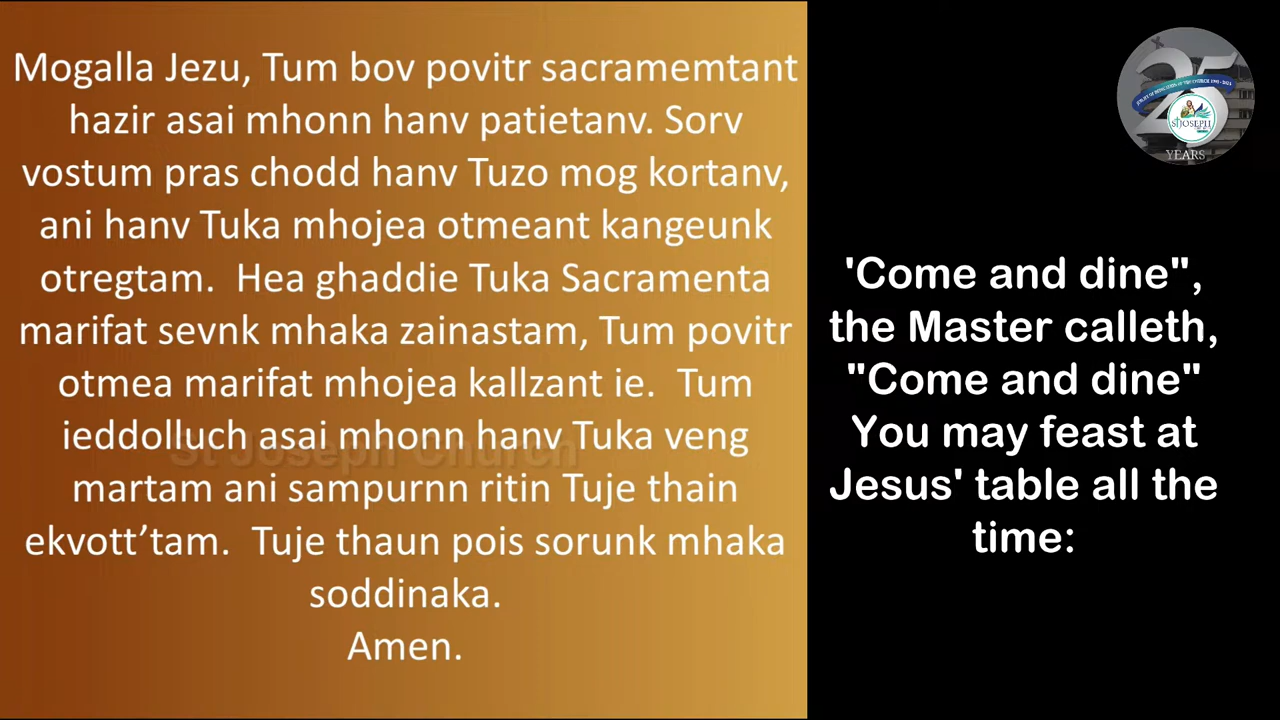 Mogalla Jezu, Tum bov povitr sacramemtant
hazir asai mhonn hanv patietanv. Sorv
vostum pras chodd hanv Tuzo mog kortanv,
ani hanv Tuka mhojea otmeant kangeunk
otregtam.  Hea ghaddie Tuka Sacramenta
marifat sevnk mhaka zainastam, Tum povitr
otmea marifat mhojea kallzant ie.  Tum
ieddolluch asai mhonn hanv Tuka veng
martam ani sampurnn ritin Tuje thain
ekvott’tam.  Tuje thaun pois sorunk mhaka
soddinaka.
Amen.
St Joseph Church
25
ST JOSEPH
YEARS
'Come and dine",
the Master calleth,
"Come and dine"
You may feast at
Jesus' table all the
time: